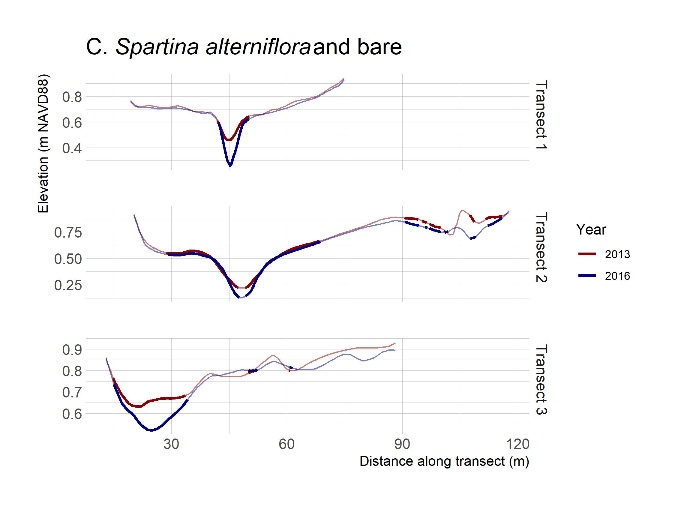 C. Spartina alterniflora and bare
Elevation (m NAVD88)
0.8
0.6
0.4
Transect 1
0.75
0.50
0.25
Transect 2
Year
2013
2016
0.9
0.8
0.7
0.6
Transect 3
30 60 90 120
Distance along transect (m)